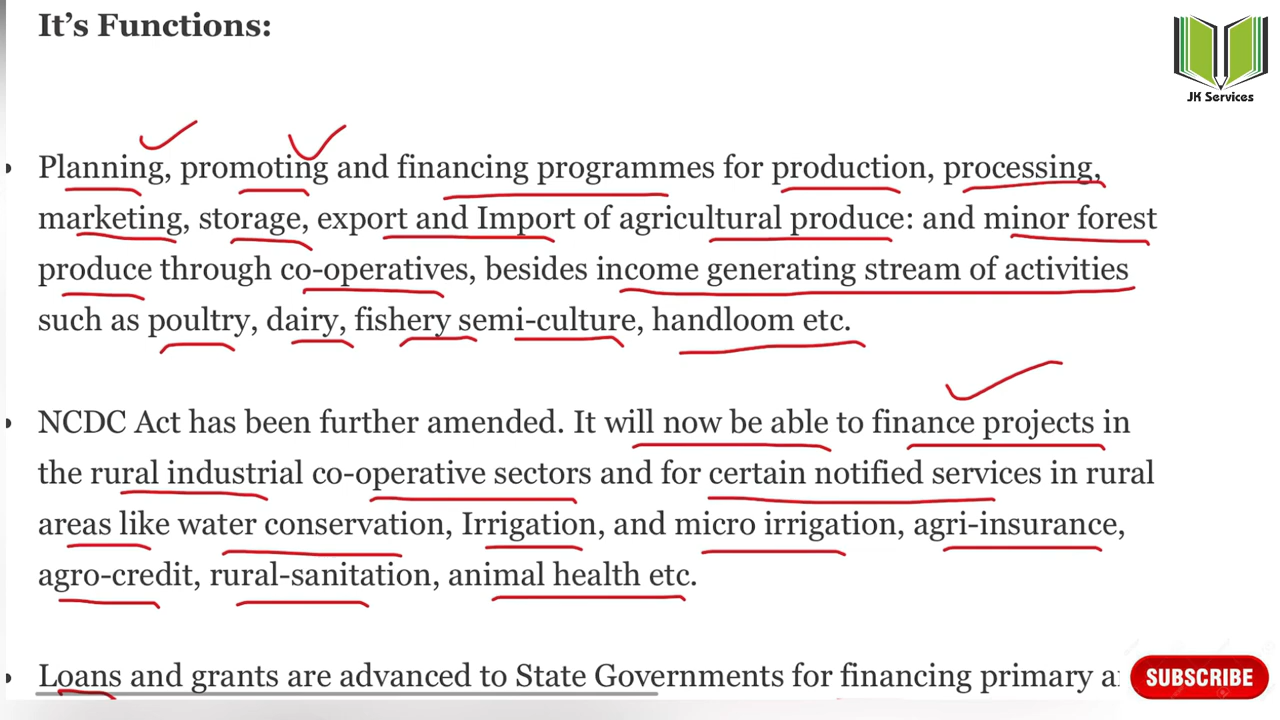 It’s Functions:
JK Services
• Planning, promoting and financing programmes for production, processing,
marketing, storage, export and Import of agricultural produce: and minor forest
produce through co-operatives, besides income generating stream of activities
such as poultry, dairy, fishery semi-culture, handloom etc.
• NCDC Act has been further amended. It will now be able to finance projects in
the rural industrial co-operative sectors and for certain notified services in rural
areas like water conservation, Irrigation, and micro irrigation, agri-insurance,
agro-credit, rural-sanitation, animal health etc.
• Loans and grants are advanced to State Governments for financing primary
SUBSCRIBE